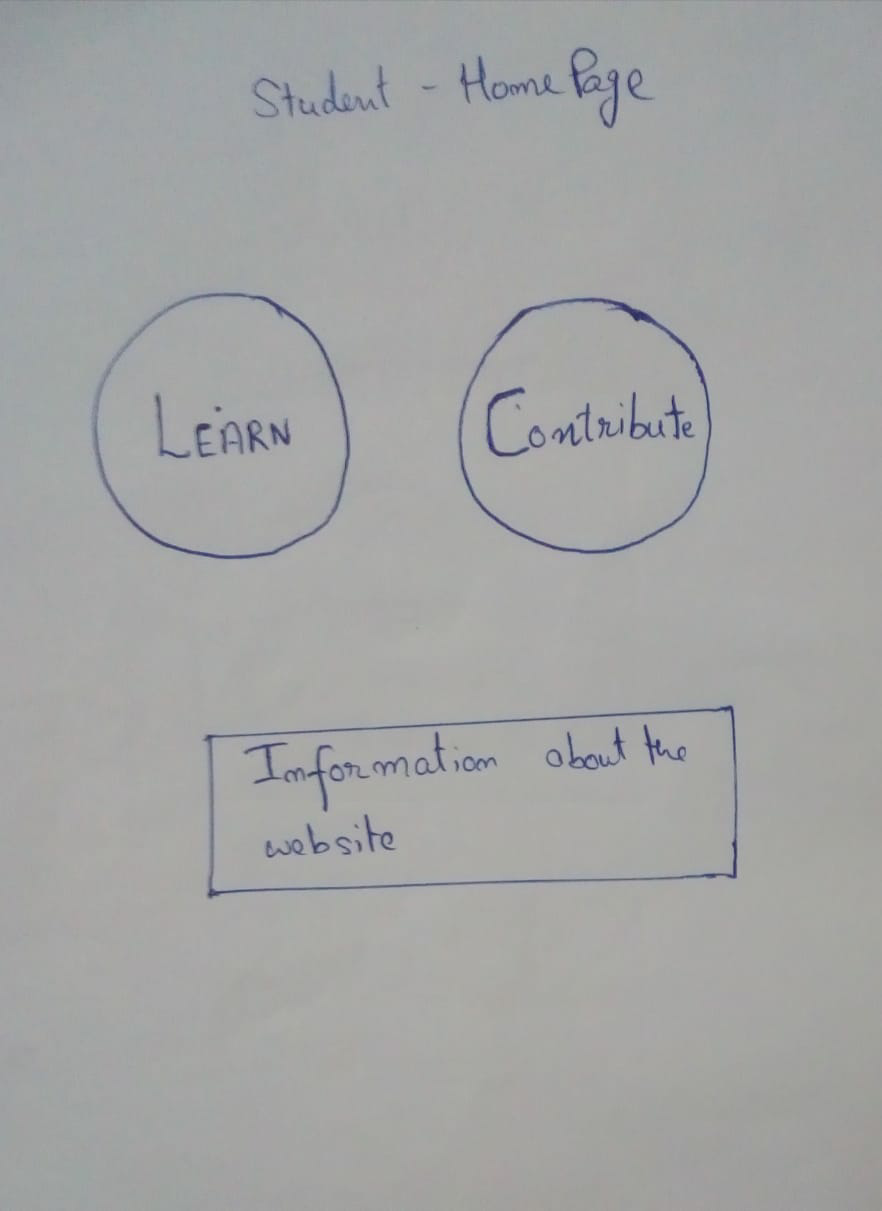 Student - Home Page
LEARN
Contribute
Information about the
website